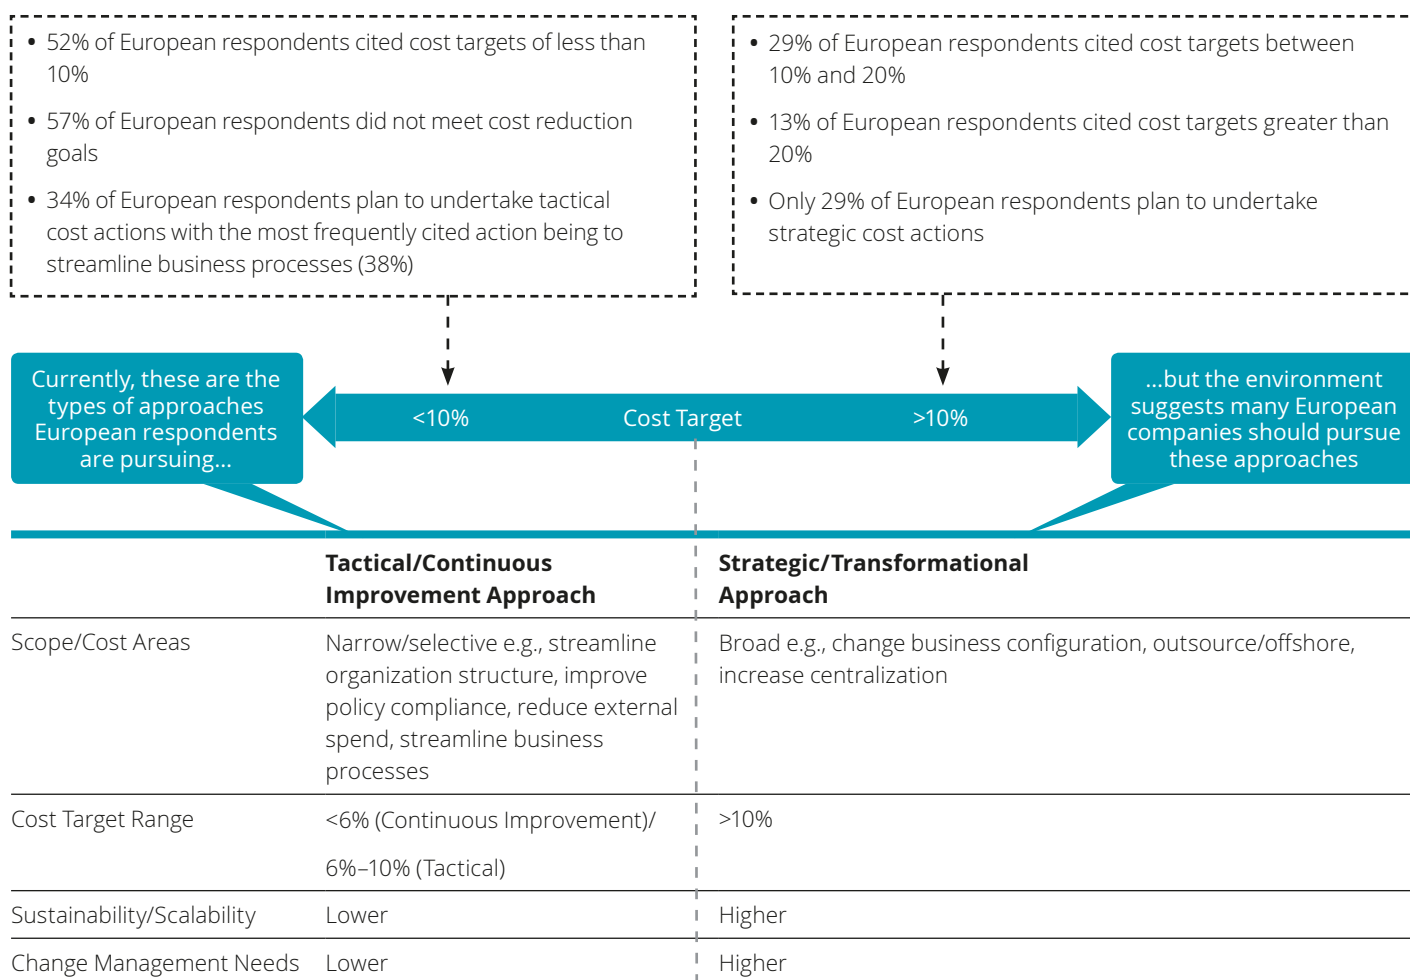 • 52% of European respondents cited cost targets of less than
10%
• 57% of European respondents did not meet cost reduction
goals
• 34% of European respondents plan to undertake tactical
cost actions with the most frequently cited action being to
streamline business processes (38%)
• 29% of European respondents cited cost targets between
10% and 20%
• 13% of European respondents cited cost targets greater than
20%
• Only 29% of European respondents plan to undertake
strategic cost actions
Currently, these are the
types of approaches
European respondents
are pursuing...
<10%
Cost Target
>10%
...but the environment
suggests many European
companies should pursue
these approaches
Tactical/Continuous
Improvement Approach
Strategic/Transformational
Approach
Scope/Cost Areas
Narrow/selective e.g., streamline
organization structure, improve
policy compliance, reduce external
spend, streamline business
processes
Broad e.g., change business configuration, outsource/offshore,
increase centralization
Cost Target Range
<6% (Continuous Improvement)/
6%–10% (Tactical)
>10%
Sustainability/Scalability
Lower
Higher
Change Management Needs
Lower
Higher